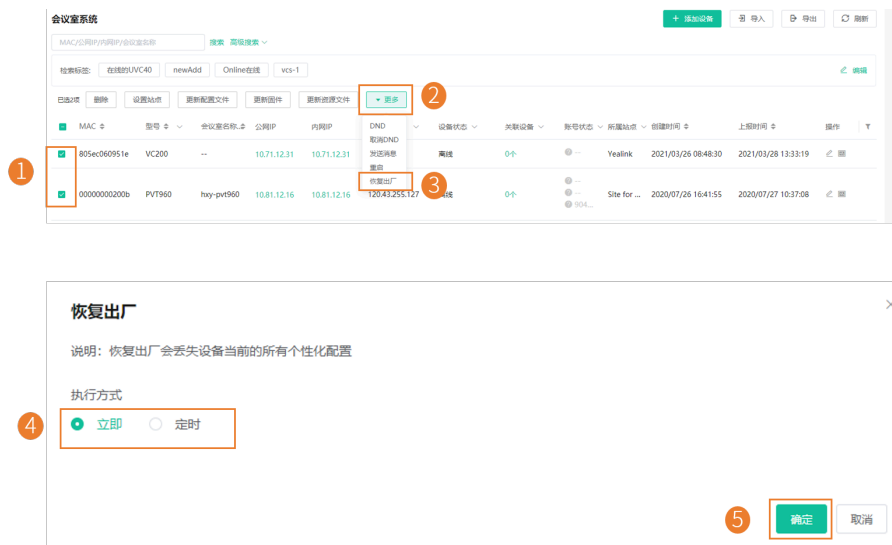 会议室系统
+ 添加设备 导入 导出 刷新
MAC/公网IP/内网IP/会议室名称 搜索 高级搜索
检索标签: 在线的UVC40 newAdd Online在线 vcs-1 编辑
已选2项 删除 设置站点 更新配置文件 更新固件 更新资源文件 更多 2
MAC 型号 会议室名称.. 公网IP 内网IP 设备状态 关联设备 账号状态 所属站点 创建时间 上报时间 操作
DND
取消DND
发送消息
重启
恢复出厂 3
1
805ec060951e VC200 -- 10.71.12.31 10.71.12.31 离线 0个 -- Yealink 2021/03/26 08:48:30 2021/03/28 13:33:19
00000000200b PVT960 hxy-pvt960 10.81.12.16 10.81.12.16 120.43.255.127 离线 0个 -- Site for ... 2020/07/26 16:41:55 2020/07/27 10:37:08
--
904...
恢复出厂
说明: 恢复出厂会丢失设备当前的所有个性化配置
执行方式
4 立即 定时
5 确定 取消